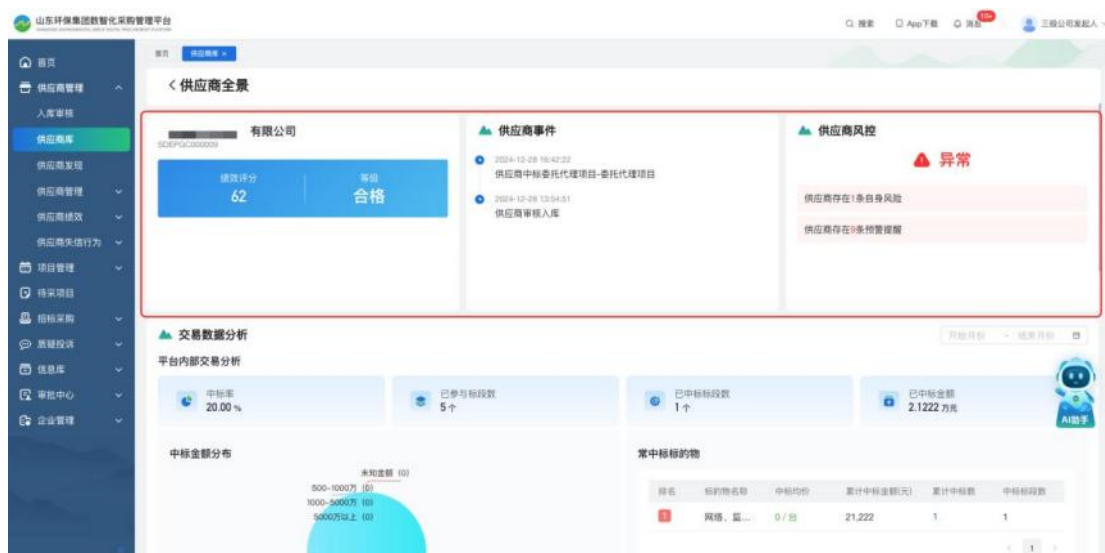 山东环保集团数智化采购管理平台
搜索
App下载
消息
10+
三级公司发起人
首页
供应商管理
入库审核
供应商库
供应商发现
供应商管理
供应商绩效
供应商失信行为
项目管理
待采项目
招标采购
质疑投诉
信息库
审批中心
企业管理
首页
供应商库 ×
< 供应商全景
有限公司
SDEPGC000009
绩效评分
62
等级
合格
供应商事件
2024-12-28 16:42:22
供应商中标委托代理项目-委托代理项目
2024-12-28 13:54:51
供应商审核入库
供应商风控
异常
供应商存在1条自身风险
供应商存在9条预警提醒
交易数据分析
开始月份 - 结束月份
平台内部交易分析
中标率
20.00 %
已参与标段数
5 个
已中标标段数
1 个
已中标金额
2.1222 万元
AI助手
中标金额分布
未知金额 (0)
500-1000万 (0)
1000-5000万 (0)
5000万以上 (0)
常中标标的物
排名 标的物名称 中标均价 累计中标金额(元) 累计中标数 中标标段数
1 网络、监... 0 / 台 21,222 1 1
< 1 >